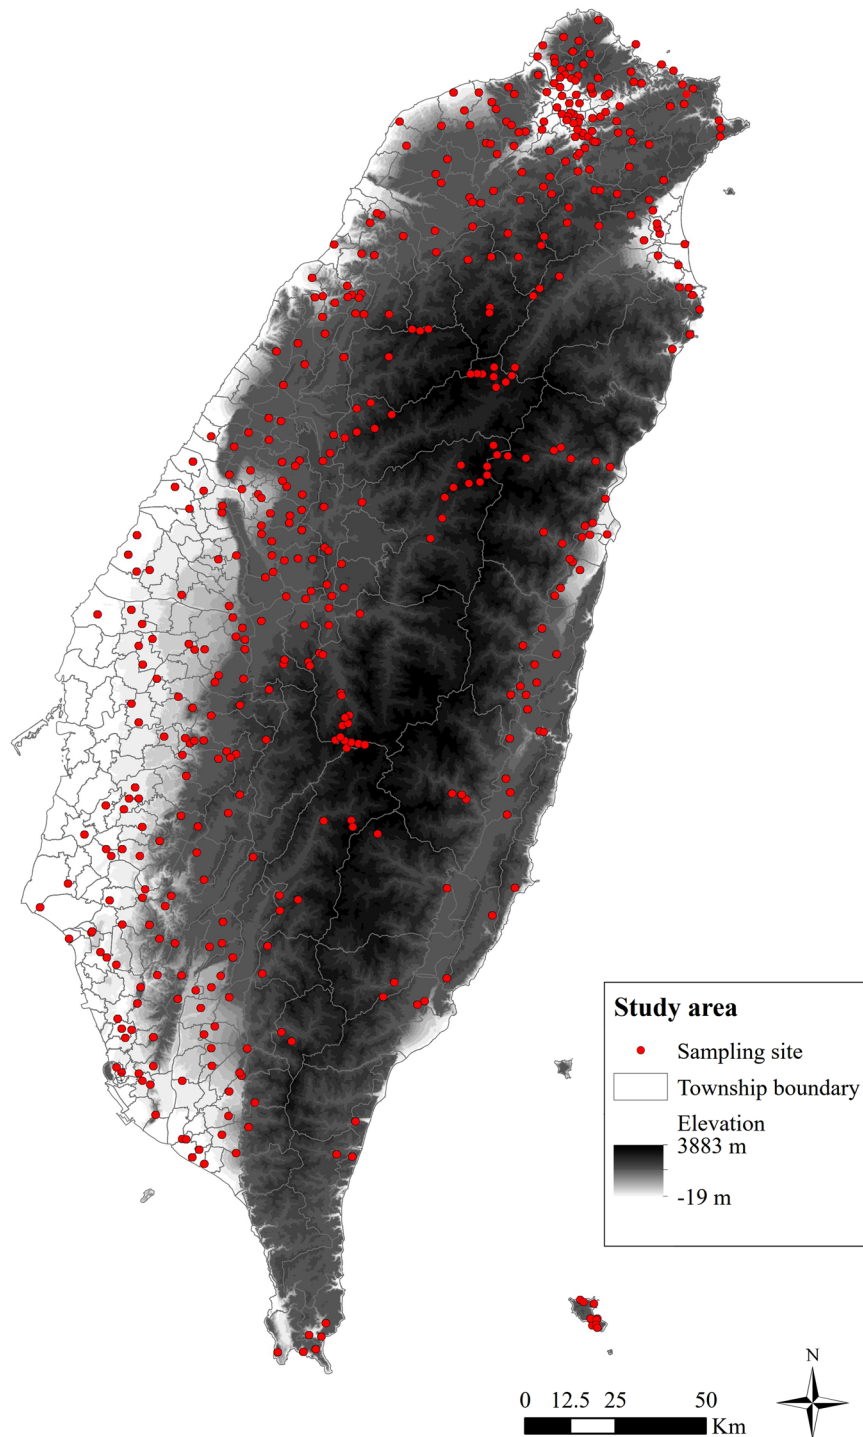 Study area
Sampling site
Township boundary
Elevation
3883 m
-19 m
N
0 12.5 25 50
Km